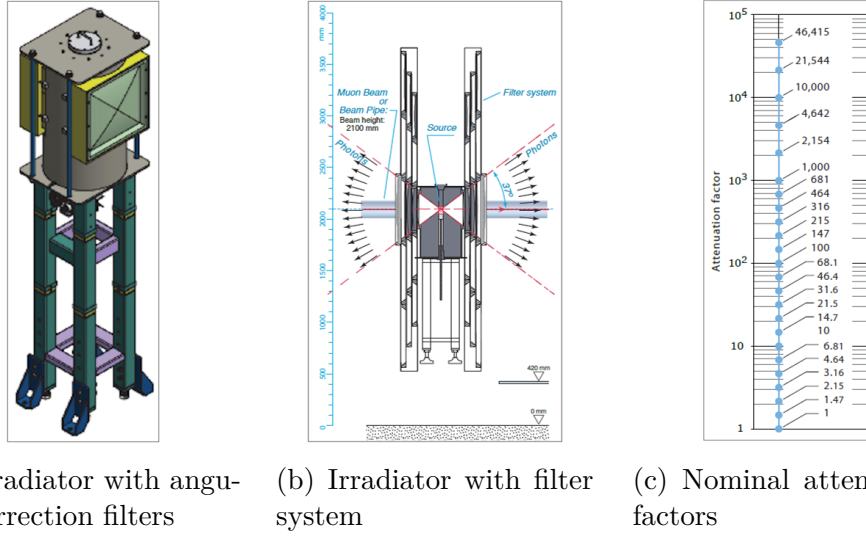 4000
mm
3500
3000
2500
2000
1500
1000
500
0
Muon Beam
or
Beam Pipe:
Beam height:
2100 mm
Source
Filter system
Photons
Photons
37°
420 mm
0 mm
Attenuation factor
10⁵
10⁴
10³
10²
10
1
46,415
21,544
10,000
4,642
2,154
1,000
681
464
316
215
147
100
68.1
46.4
31.6
21.5
14.7
10
6.81
4.64
3.16
2.15
1.47
1
radiator with angu-
rrection filters
(b) Irradiator with filter
system
(c) Nominal atten
factors